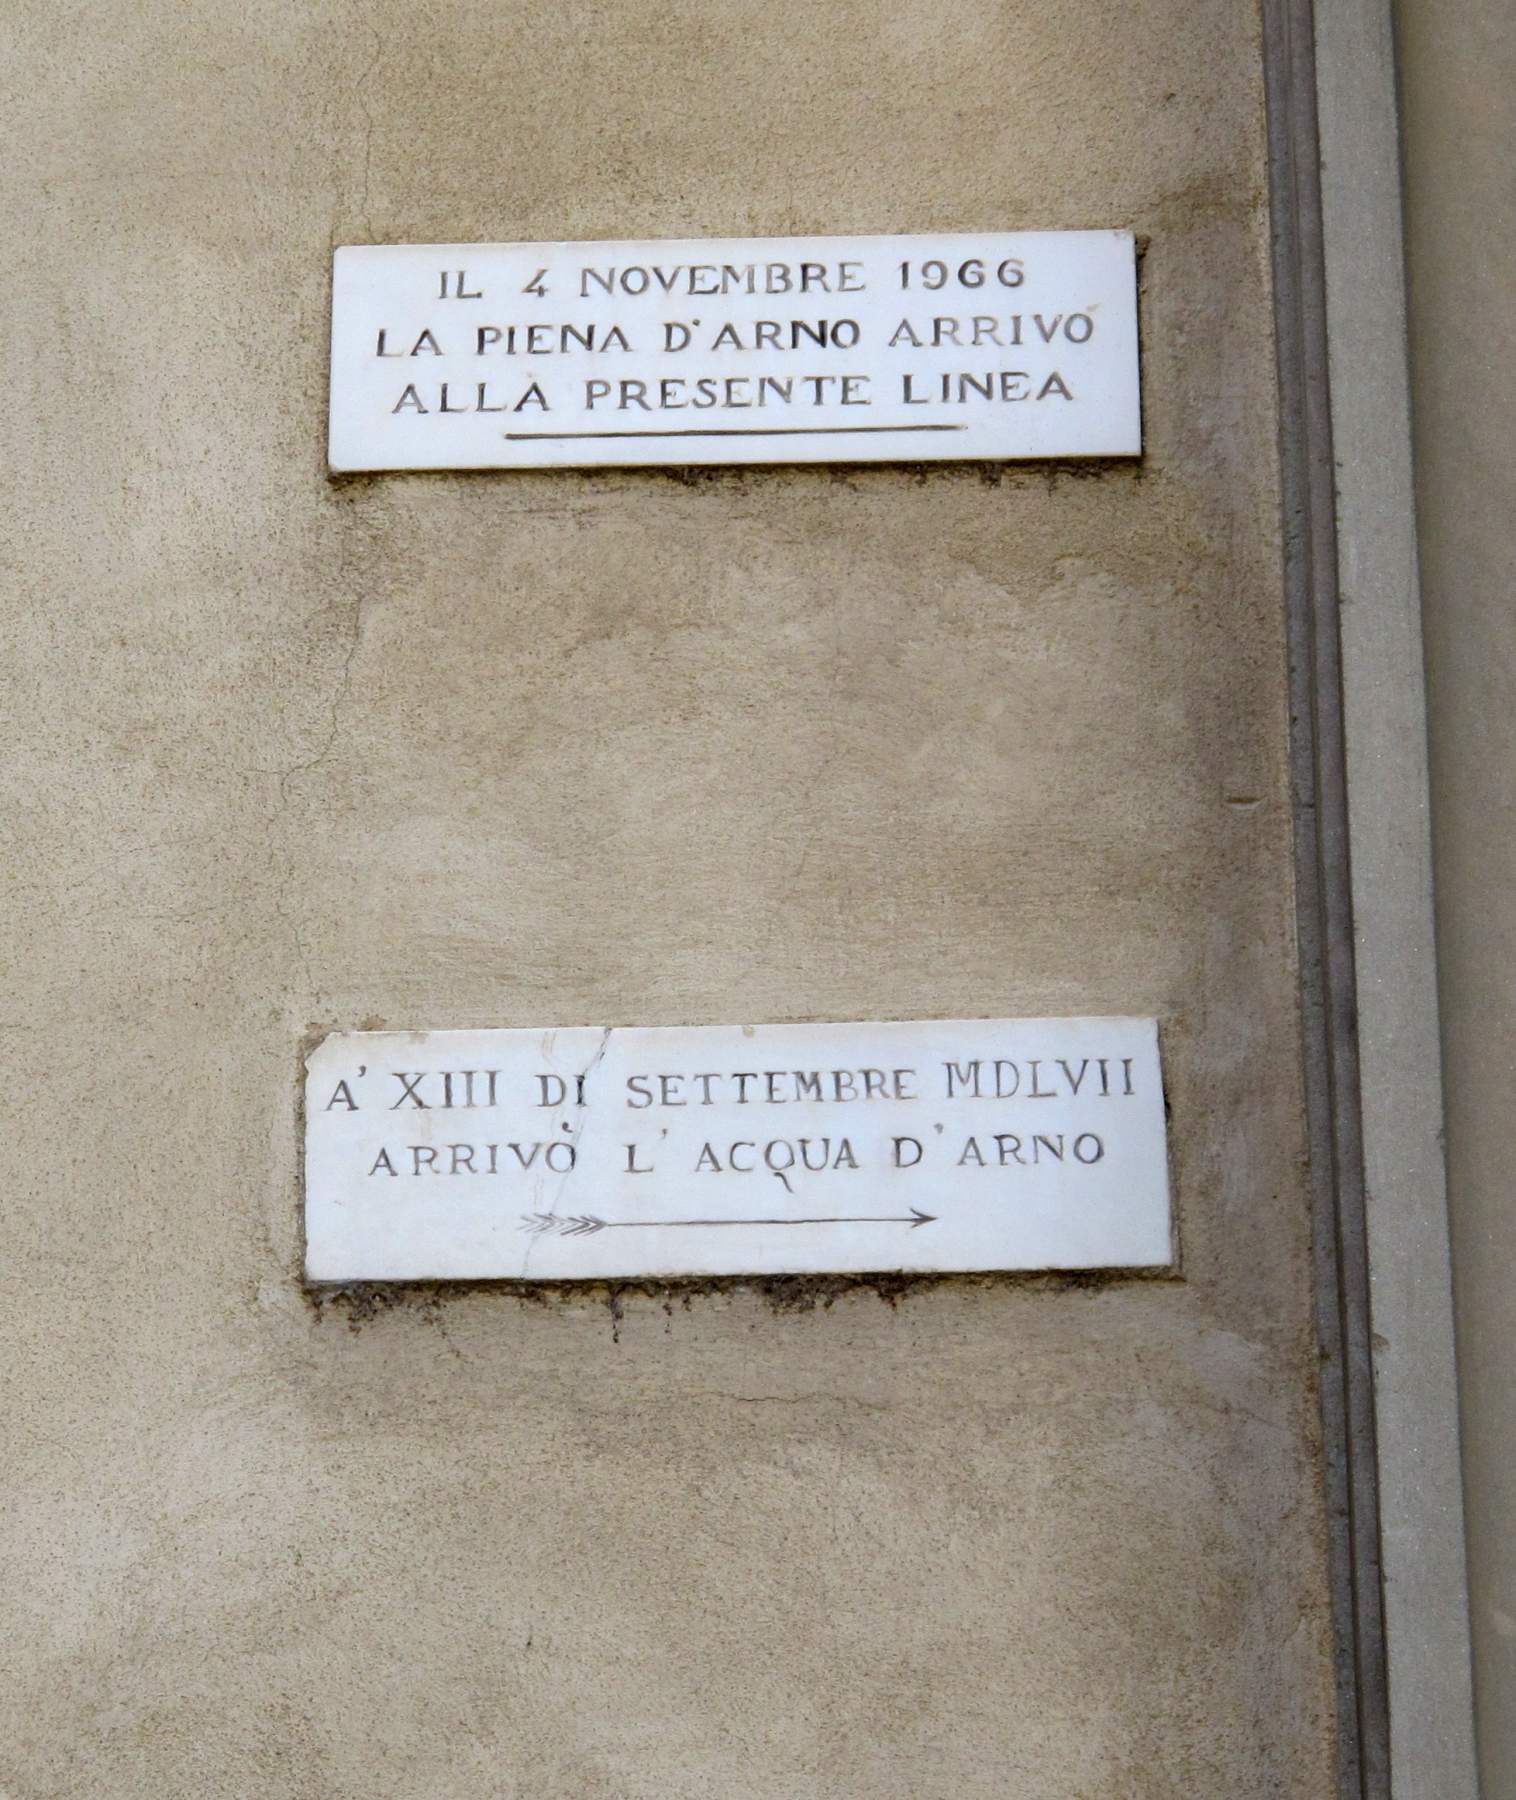 IL 4 NOVEMBRE 1966
LA PIENA D'ARNO ARRIVÒ
ALLA PRESENTE LINEA
A' XIII DI SETTEMBRE MDLVII
ARRIVÒ L' ACQUA D'ARNO